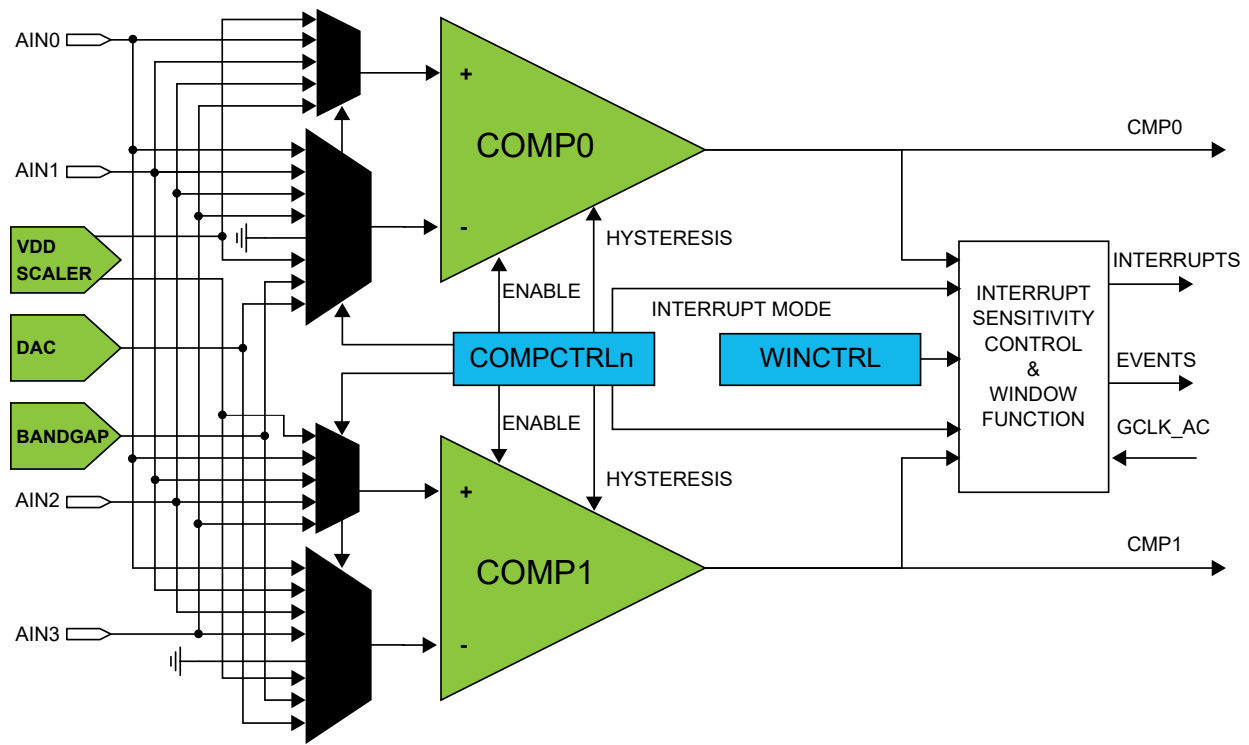 AIN0
+
COMP0
-
CMP0
AIN1
VDD
SCALER
HYSTERESIS
ENABLE
INTERRUPT MODE
INTERRUPTS
INTERRUPT
SENSITIVITY
CONTROL
&
WINDOW
FUNCTION
DAC
COMPCTRLn
WINCTRL
EVENTS
BANDGAP
ENABLE
GCLK_AC
HYSTERESIS
AIN2
+
COMP1
-
CMP1
AIN3